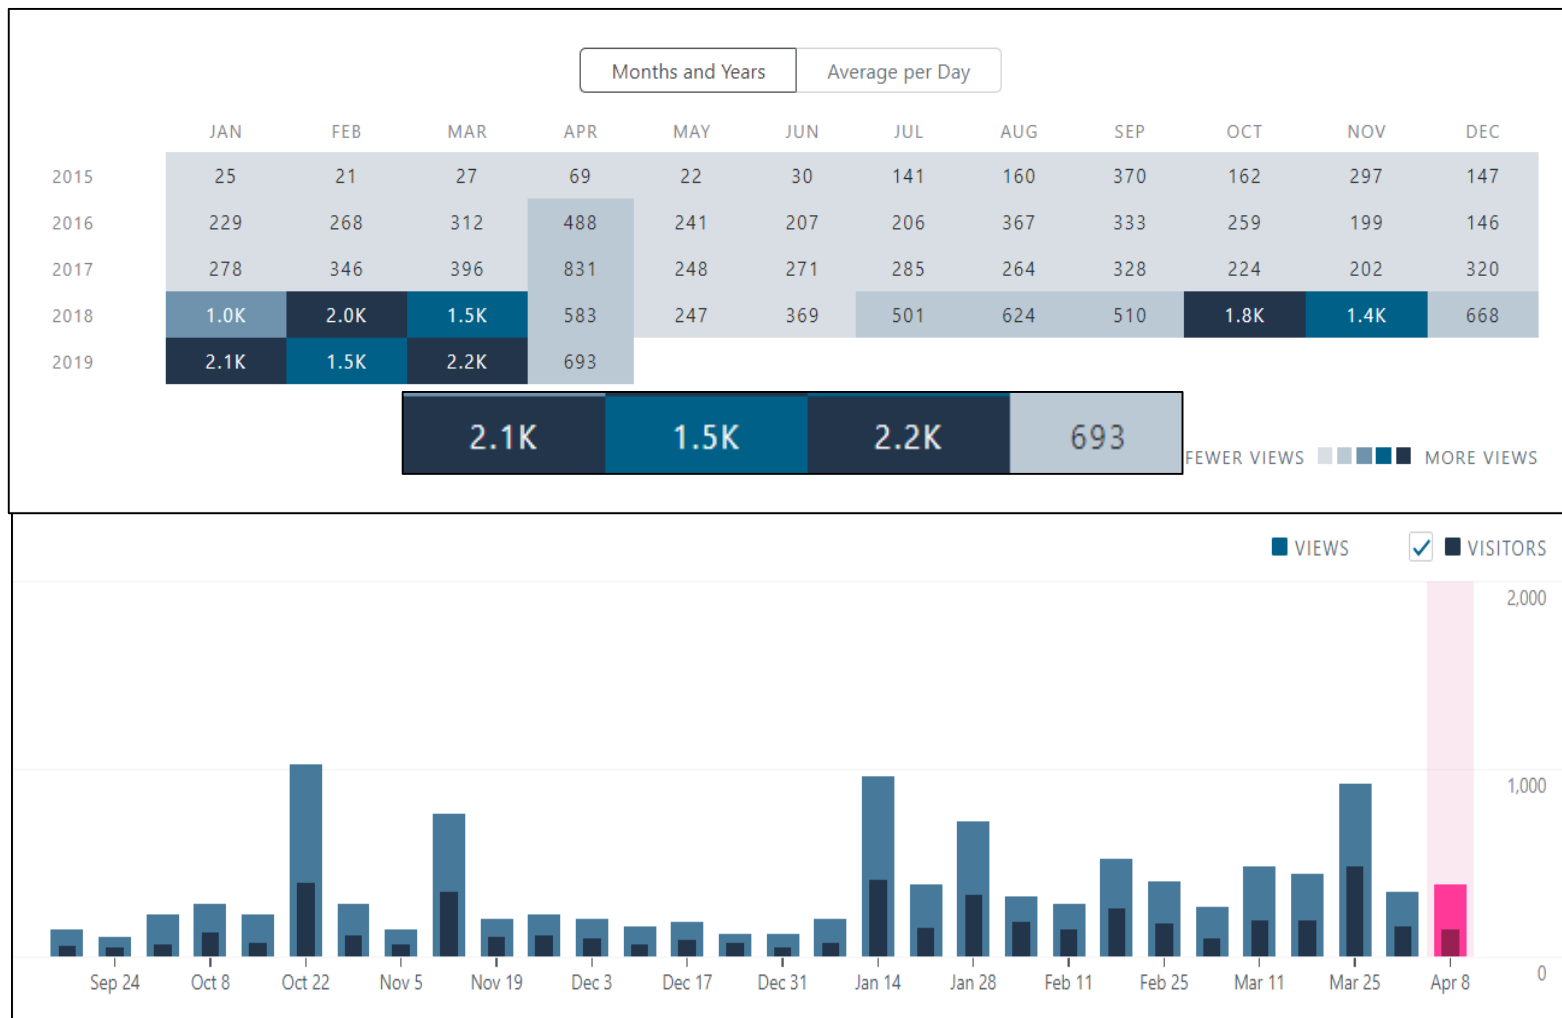 Months and Years Average per Day
JAN FEB MAR APR MAY JUN JUL AUG SEP OCT NOV DEC
2015 25 21 27 69 22 30 141 160 370 162 297 147
2016 229 268 312 488 241 207 206 367 333 259 199 146
2017 278 346 396 831 248 271 285 264 328 224 202 320
2018 1.0K 2.0K 1.5K 583 247 369 501 624 510 1.8K 1.4K 668
2019 2.1K 1.5K 2.2K 693
2.1K 1.5K 2.2K 693
FEWER VIEWS MORE VIEWS
VIEWS VISITORS
2,000
1,000
0
Sep 24 Oct 8 Oct 22 Nov 5 Nov 19 Dec 3 Dec 17 Dec 31 Jan 14 Jan 28 Feb 11 Feb 25 Mar 11 Mar 25 Apr 8